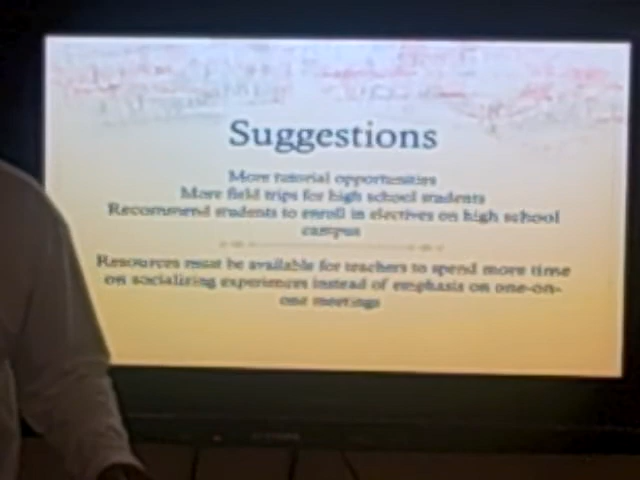 Suggestions
More tutorial opportunities
More field trips for high school students
Recommend students to enroll in electives on high school
campus
Resources must be available for teachers to spend more time
on socializing experiences instead of emphasis on one-on-
one meetings